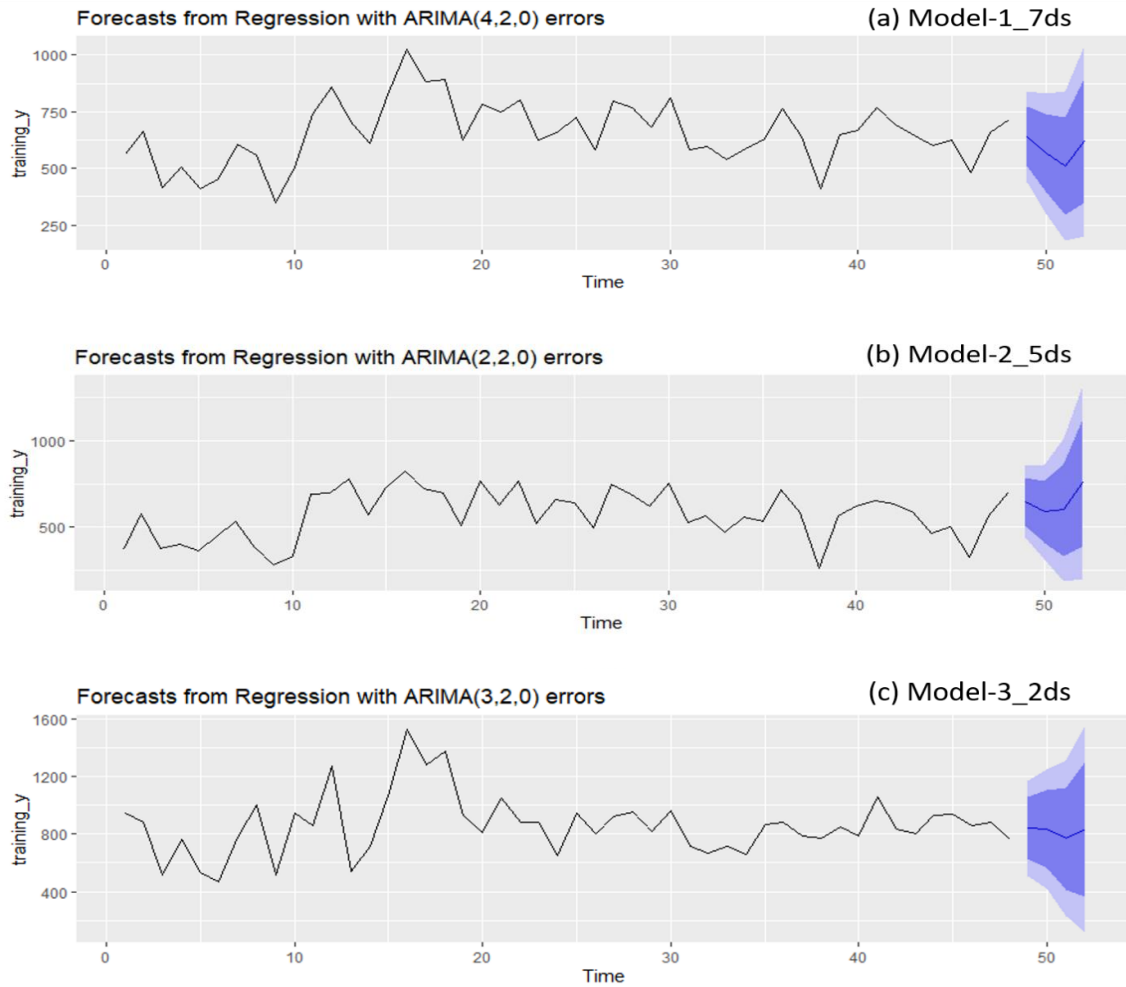 Forecasts from Regression with ARIMA(4,2,0) errors
(a) Model-1_7ds
1000
750
500
250
training_y
0 10 20 30 40 50
Time
Forecasts from Regression with ARIMA(2,2,0) errors
(b) Model-2_5ds
1000
500
training_y
0 10 20 30 40 50
Time
Forecasts from Regression with ARIMA(3,2,0) errors
(c) Model-3_2ds
1600
1200
800
400
training_y
0 10 20 30 40 50
Time